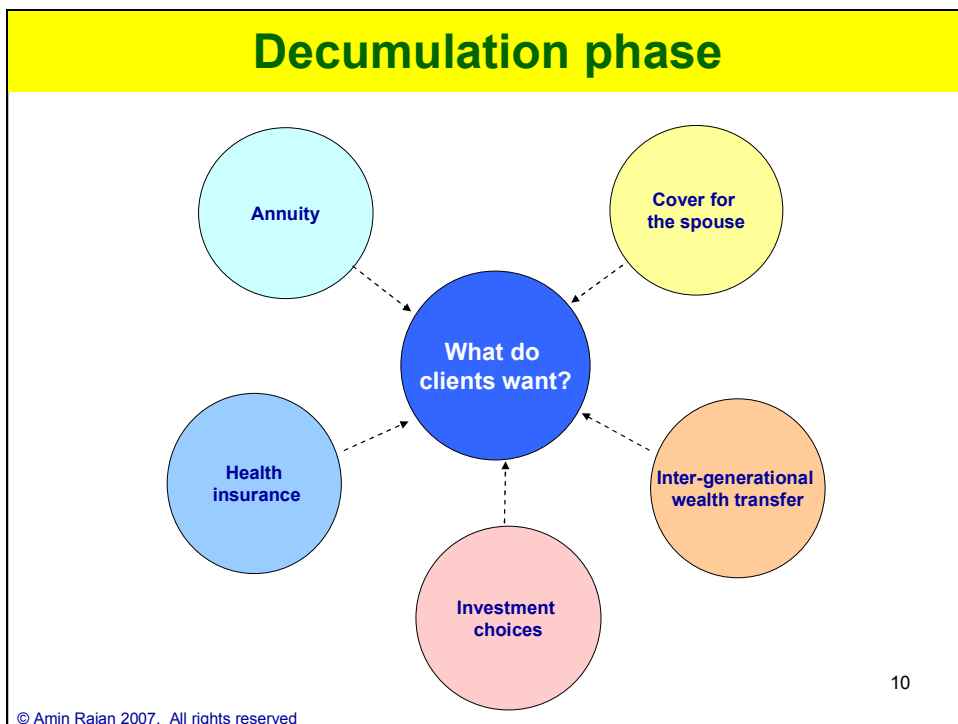 Decumulation phase
Annuity
Cover for
the spouse
What do
clients want?
Health
insurance
Inter-generational
wealth transfer
Investment
choices
10
© Amin Rajan 2007. All rights reserved